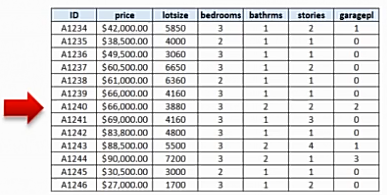 ID price lotsize bedrooms bathrms stories garagepl
A1234 $42,000.00 5850 3 1 2 1
A1235 $38,500.00 4000 2 1 1 0
A1236 $49,500.00 3060 3 1 1 0
A1237 $60,500.00 6650 3 1 2 0
A1238 $61,000.00 6360 2 1 1 0
A1239 $66,000.00 4160 3 1 1 0
A1240 $66,000.00 3880 3 2 2 2
A1241 $69,000.00 4160 3 1 3 0
A1242 $83,800.00 4800 3 1 1 0
A1243 $88,500.00 5500 3 2 4 1
A1244 $90,000.00 7200 3 2 1 3
A1245 $30,500.00 3000 2 1 1 0
A1246 $27,000.00 1700 3 1 2 0